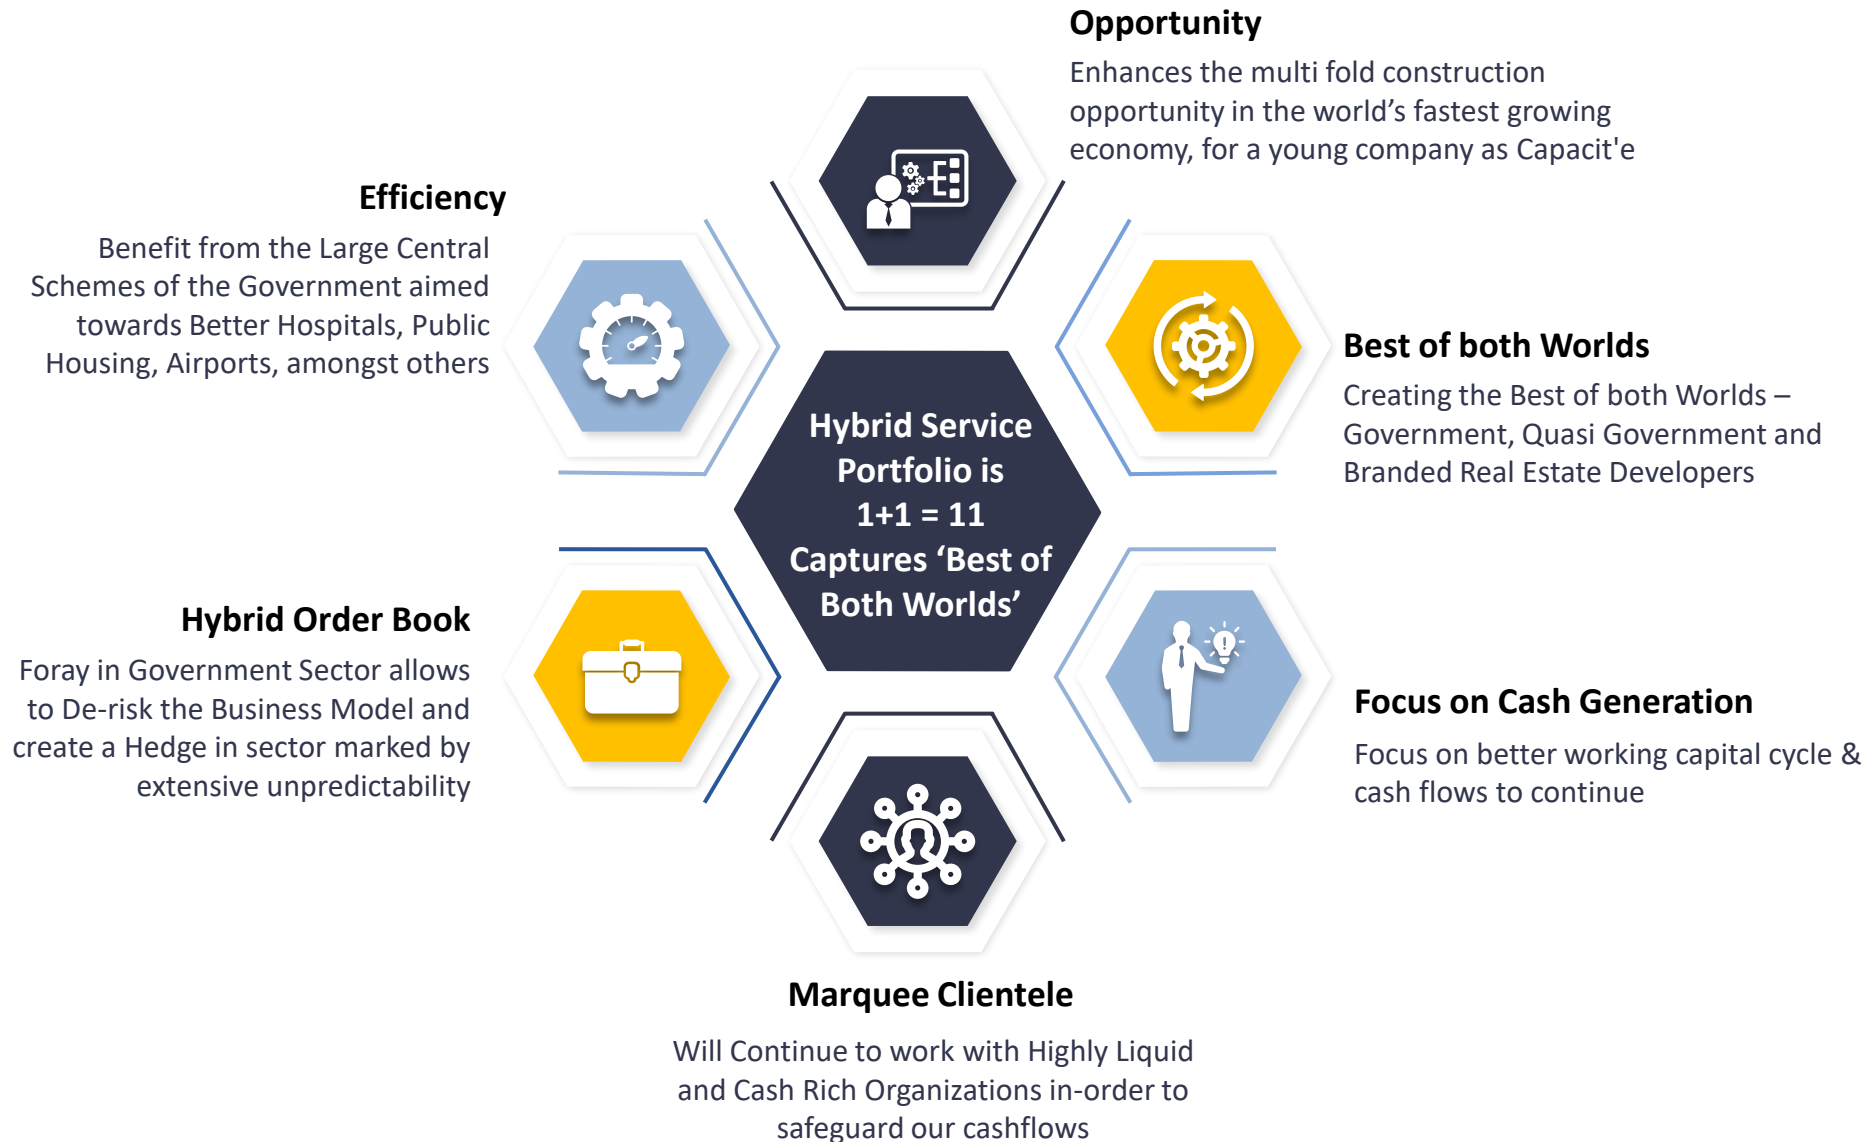 Opportunity
Enhances the multi fold construction
opportunity in the world’s fastest growing
economy, for a young company as Capacit'e
Efficiency
Benefit from the Large Central
Schemes of the Government aimed
towards Better Hospitals, Public
Housing, Airports, amongst others
Best of both Worlds
Creating the Best of both Worlds –
Government, Quasi Government and
Branded Real Estate Developers
Hybrid Service
Portfolio is
1+1 = 11
Captures ‘Best of
Both Worlds’
Hybrid Order Book
Foray in Government Sector allows
to De-risk the Business Model and
create a Hedge in sector marked by
extensive unpredictability
Focus on Cash Generation
Focus on better working capital cycle &
cash flows to continue
Marquee Clientele
Will Continue to work with Highly Liquid
and Cash Rich Organizations in-order to
safeguard our cashflows